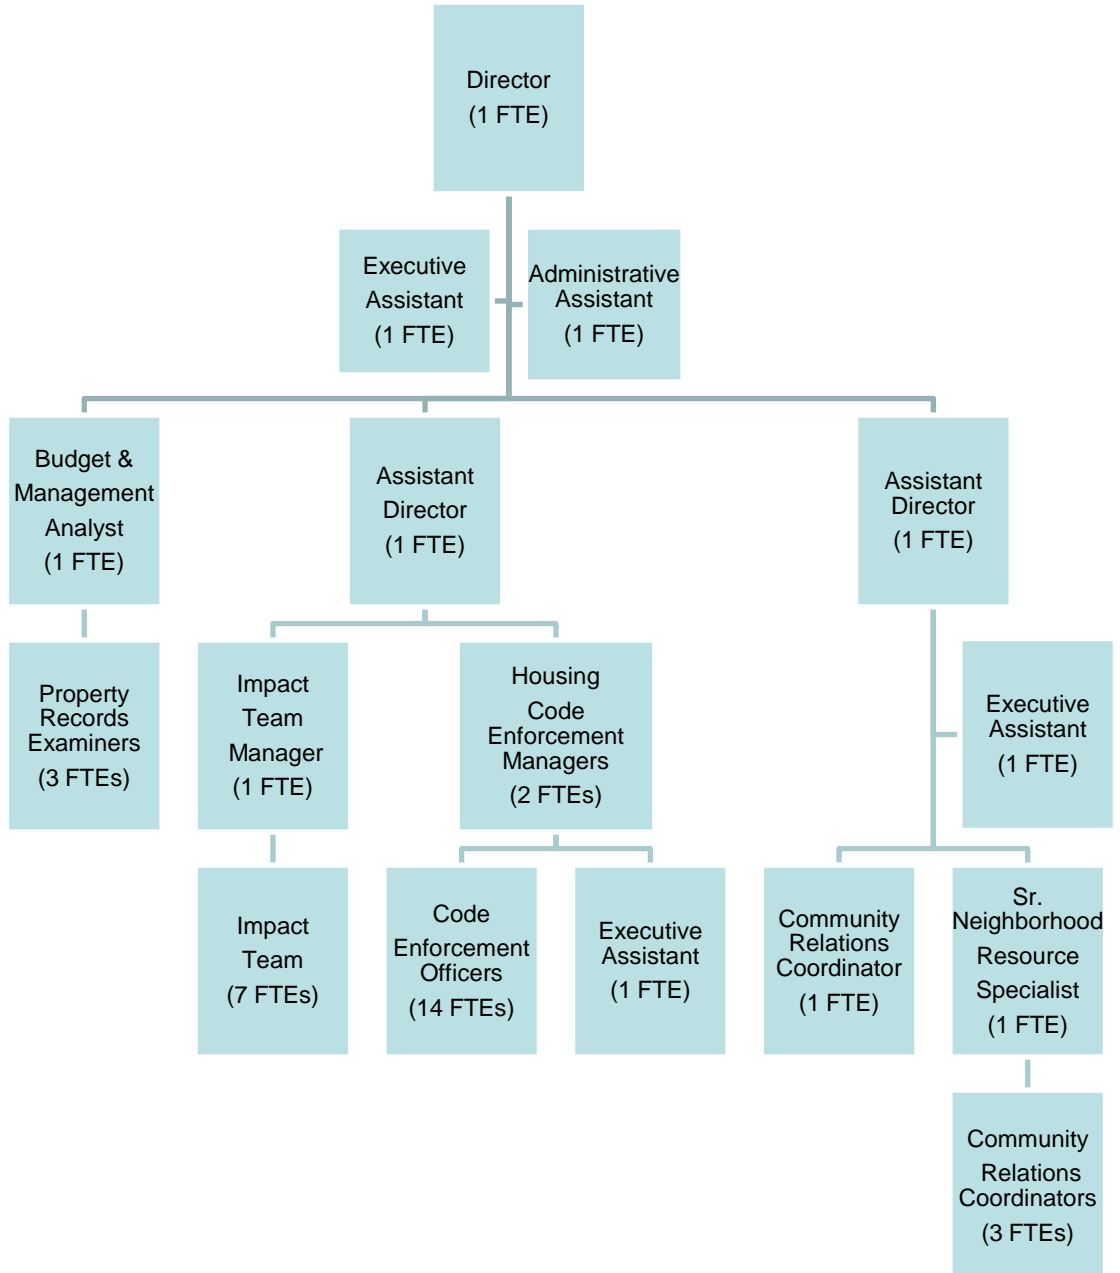 Director
(1 FTE)
Executive
Assistant
(1 FTE)
Administrative
Assistant
(1 FTE)
Budget &
Management
Analyst
(1 FTE)
Assistant
Director
(1 FTE)
Assistant
Director
(1 FTE)
Property
Records
Examiners
(3 FTEs)
Impact
Team
Manager
(1 FTE)
Housing
Code
Enforcement
Managers
(2 FTEs)
Executive
Assistant
(1 FTE)
Impact
Team
(7 FTEs)
Code
Enforcement
Officers
(14 FTEs)
Executive
Assistant
(1 FTE)
Community
Relations
Coordinator
(1 FTE)
Sr.
Neighborhood
Resource
Specialist
(1 FTE)
Community
Relations
Coordinators
(3 FTEs)